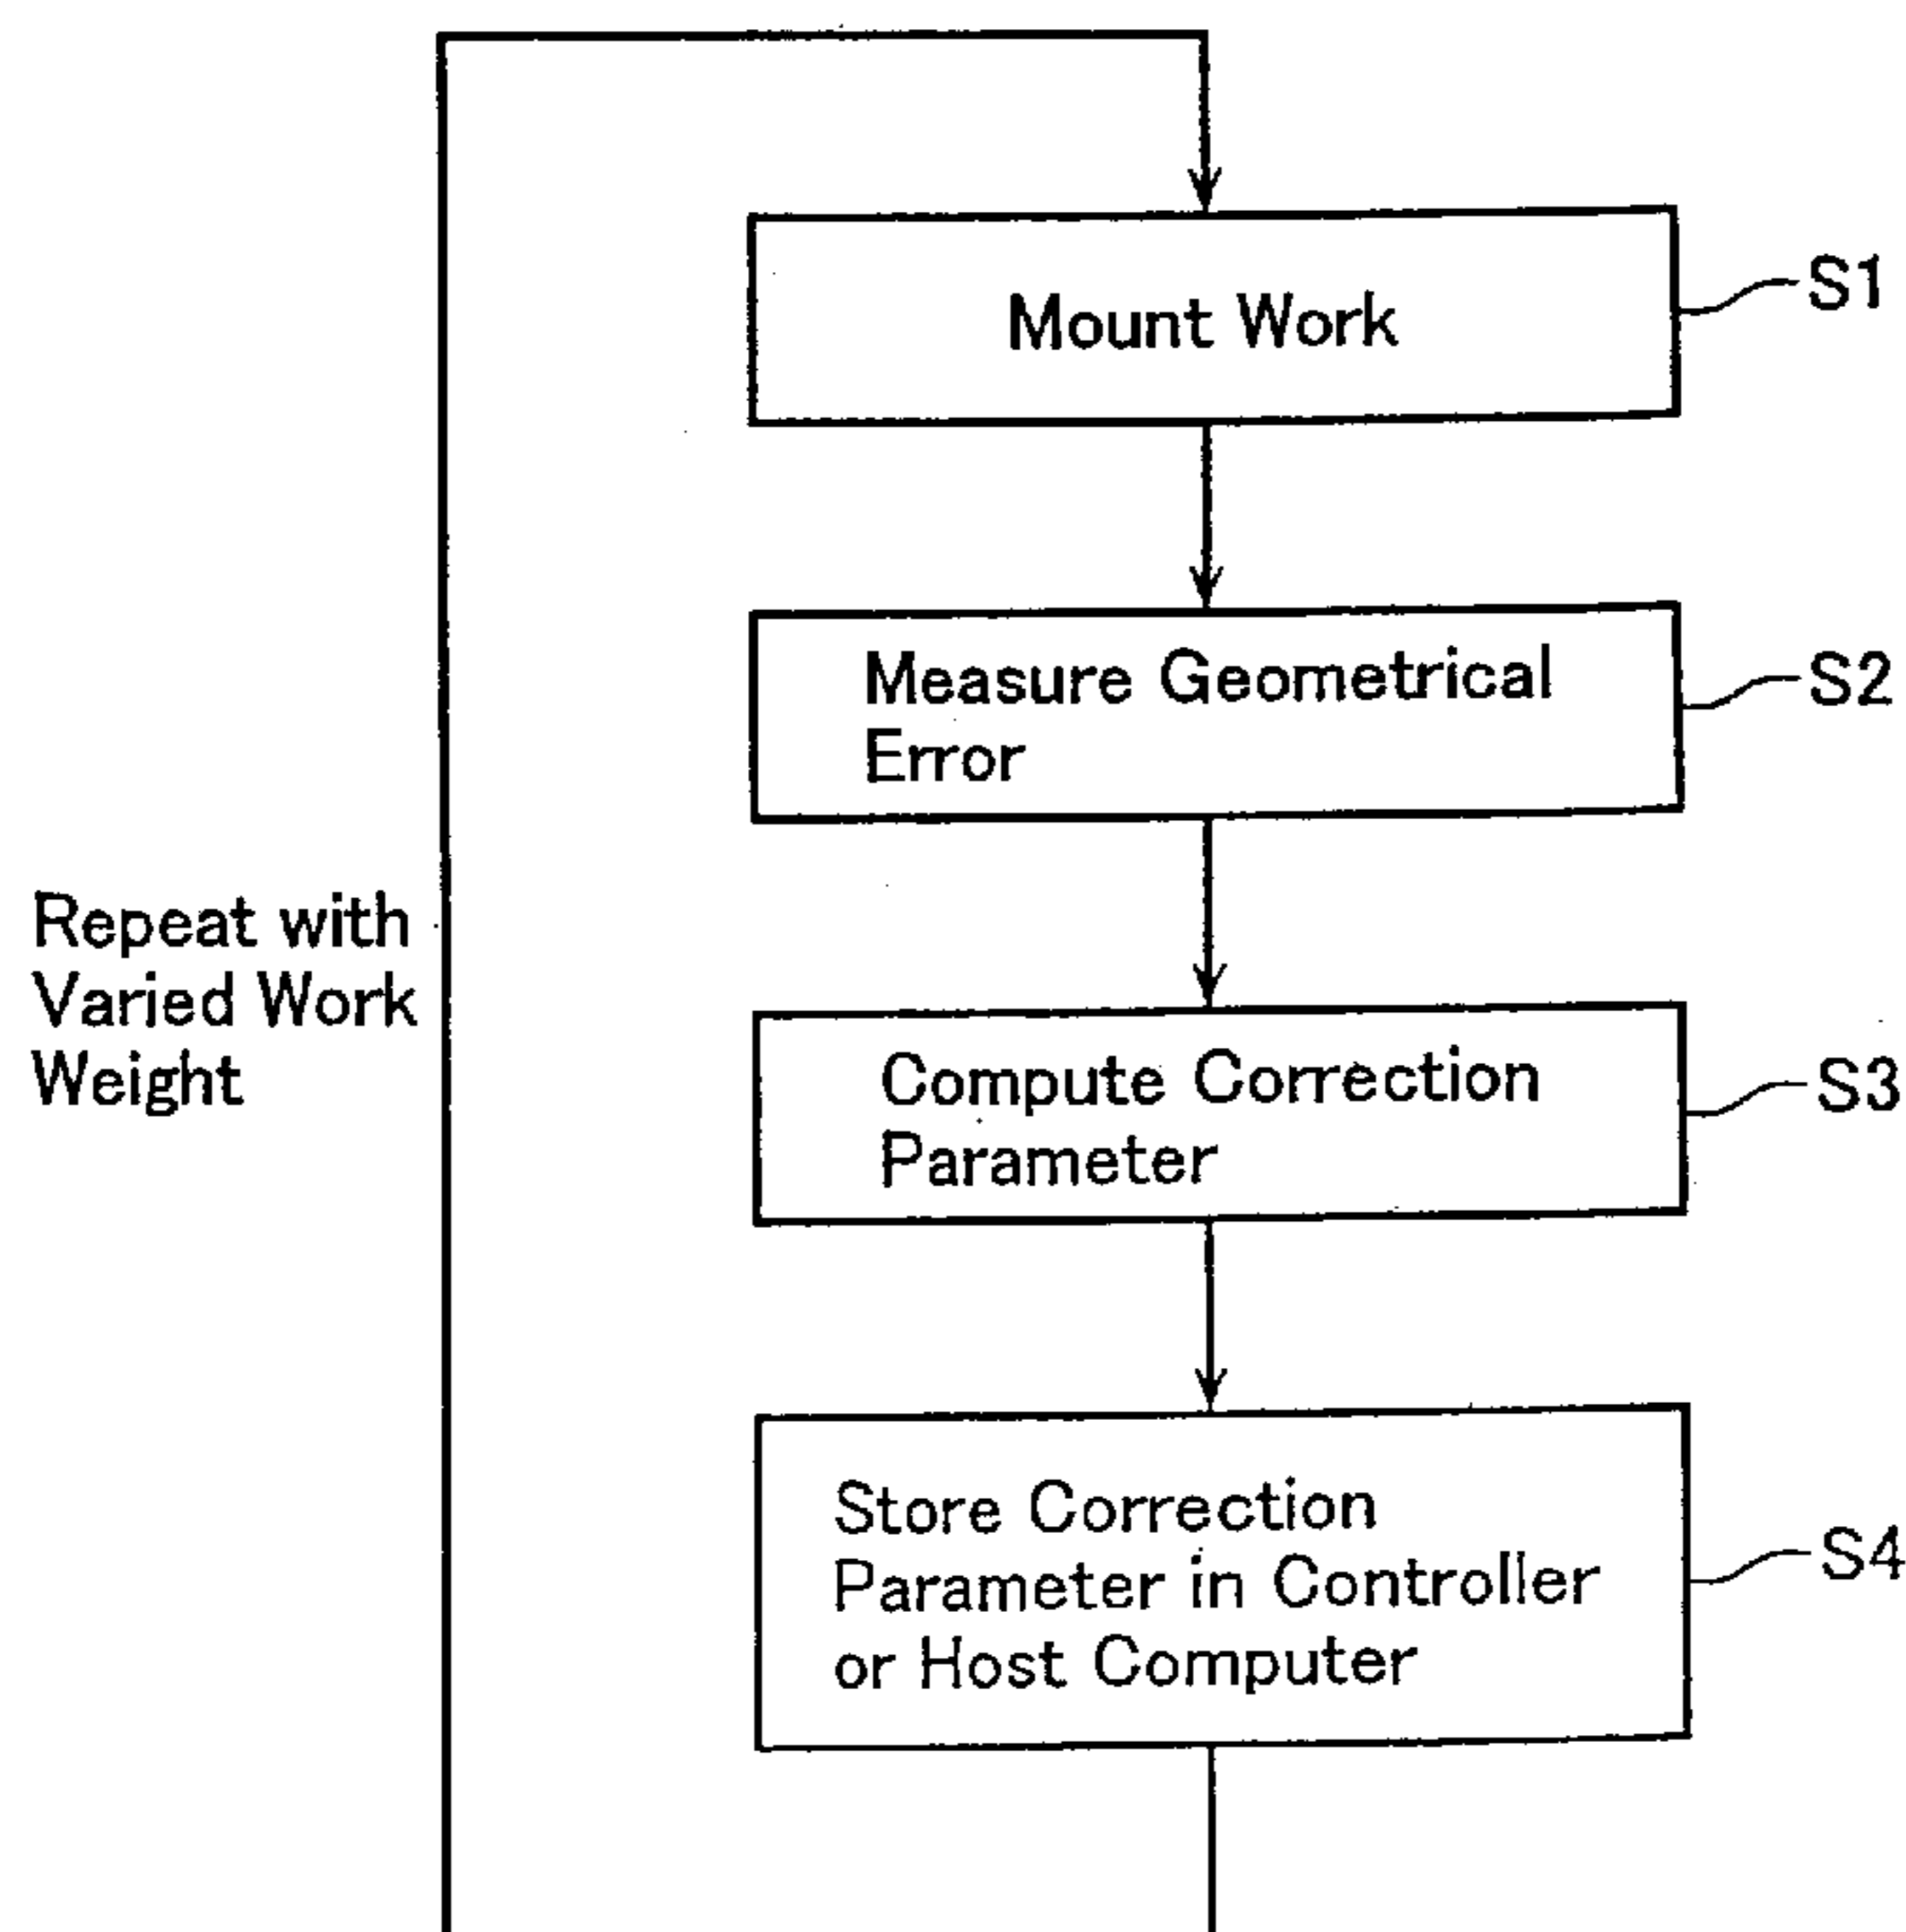 Mount Work
S1
Measure Geometrical
Error
S2
Repeat with
Varied Work
Weight
Compute Correction
Parameter
S3
Store Correction
Parameter in Controller
or Host Computer
S4